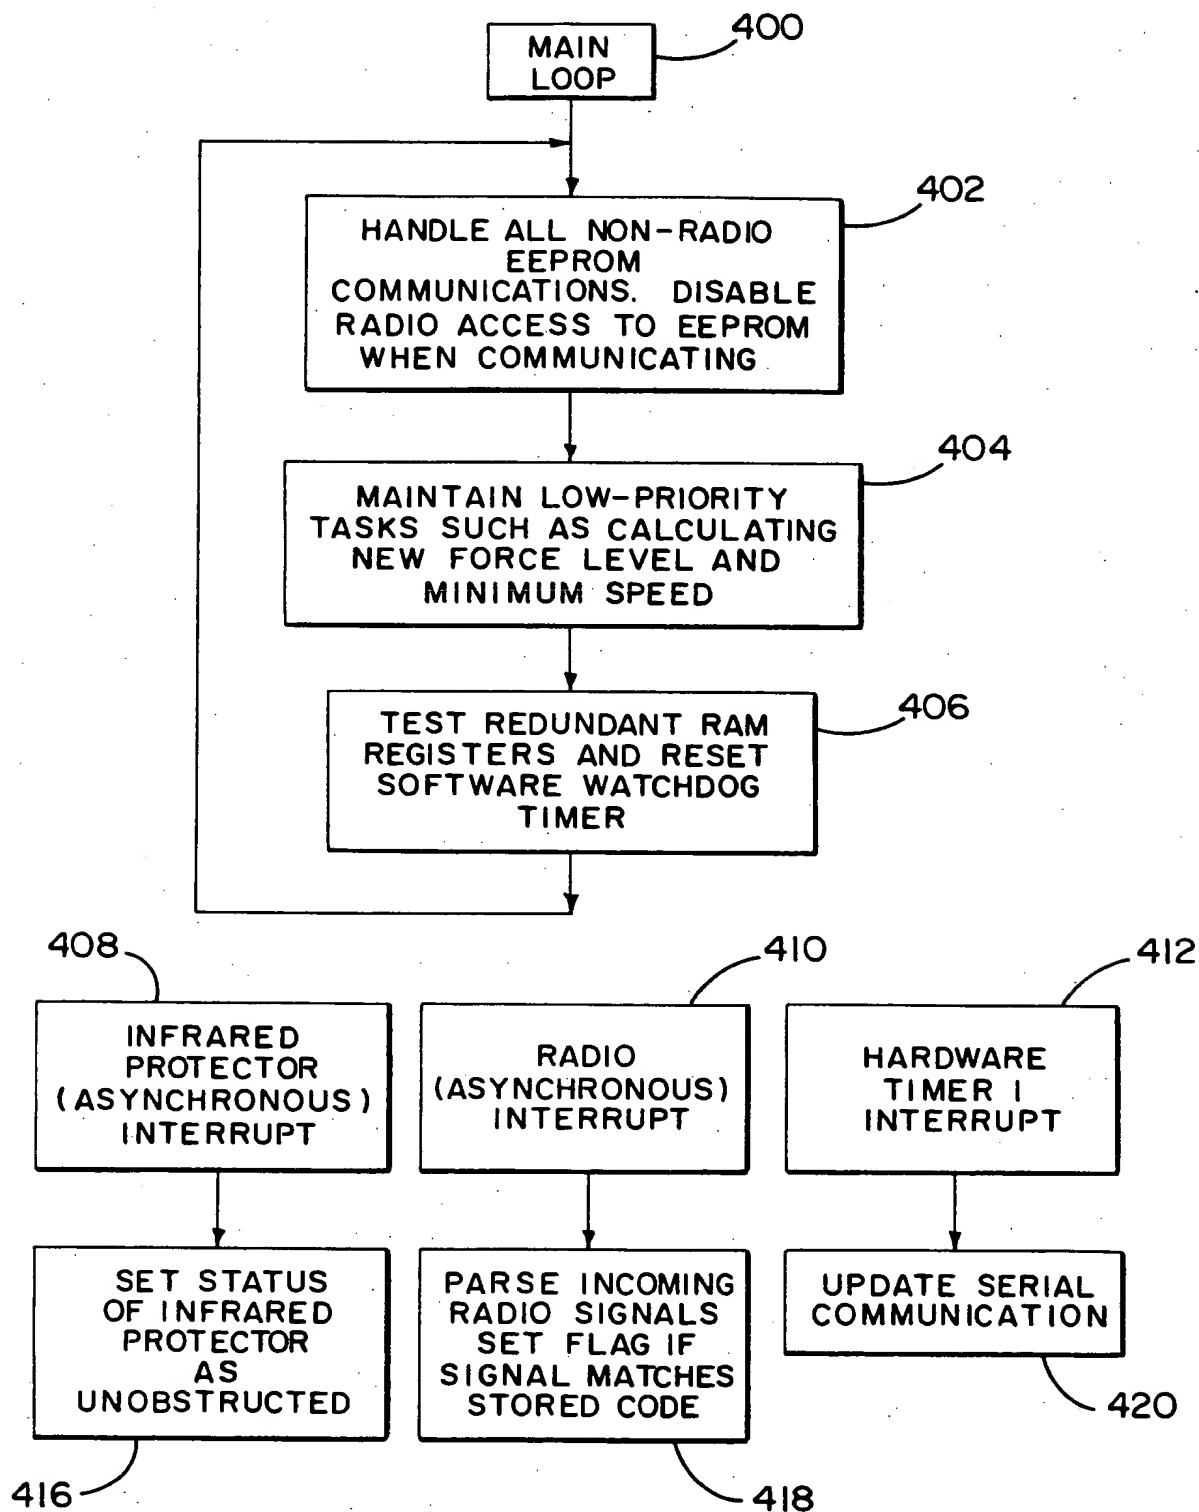 400
MAIN
LOOP
402
HANDLE ALL NON-RADIO
EEPROM
COMMUNICATIONS. DISABLE
RADIO ACCESS TO EEPROM
WHEN COMMUNICATING
404
MAINTAIN LOW-PRIORITY
TASKS SUCH AS CALCULATING
NEW FORCE LEVEL AND
MINIMUM SPEED
406
TEST REDUNDANT RAM
REGISTERS AND RESET
SOFTWARE WATCHDOG
TIMER
408
INFRARED
PROTECTOR
(ASYNCHRONOUS)
INTERRUPT
410
RADIO
(ASYNCHRONOUS)
INTERRUPT
412
HARDWARE
TIMER I
INTERRUPT
SET STATUS
OF INFRARED
PROTECTOR
AS
UNOBSTRUCTED
416
PARSE INCOMING
RADIO SIGNALS
SET FLAG IF
SIGNAL MATCHES
STORED CODE
418
UPDATE SERIAL
COMMUNICATION
420